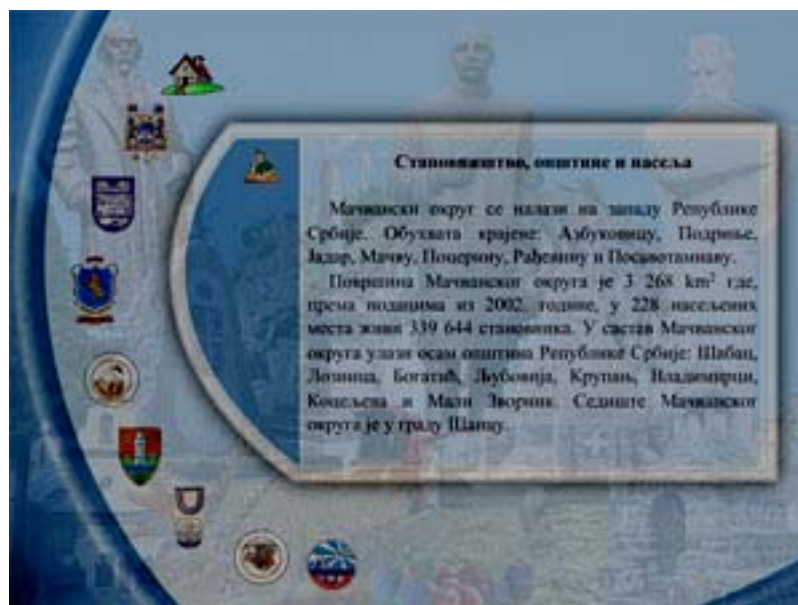 Становништво, општине и насеља
Мачвански округ се налази на западу Републике
Србије. Обухвата крајене: Азбуковицу, Подриње,
Јадар, Мачву, Поцерину, Рађевину и Посавотамнаву.
Површина Мачванског округа је 3 268 km² где,
према подацима из 2002. године, у 228 насељених
места живи 339 644 становника. У састав Мачванског
округа улази осам општина Републике Србије: Шабац,
Лозница, Богатић, Љубовија, Крупањ, Владимирци,
Коцељева и Мали Зворник. Седиште Мачванског
округа је у граду Шапцу.